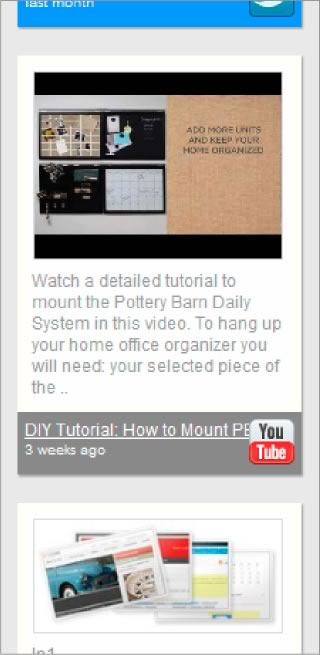 last month
ADD MORE UNITS
AND KEEP YOUR
HOME ORGANIZED
Watch a detailed tutorial to
mount the Pottery Barn Daily
System in this video. To hang up
your home office organizer you
will need: your selected piece of
the ..
DIY Tutorial: How to Mount
You
Tube
3 weeks ago